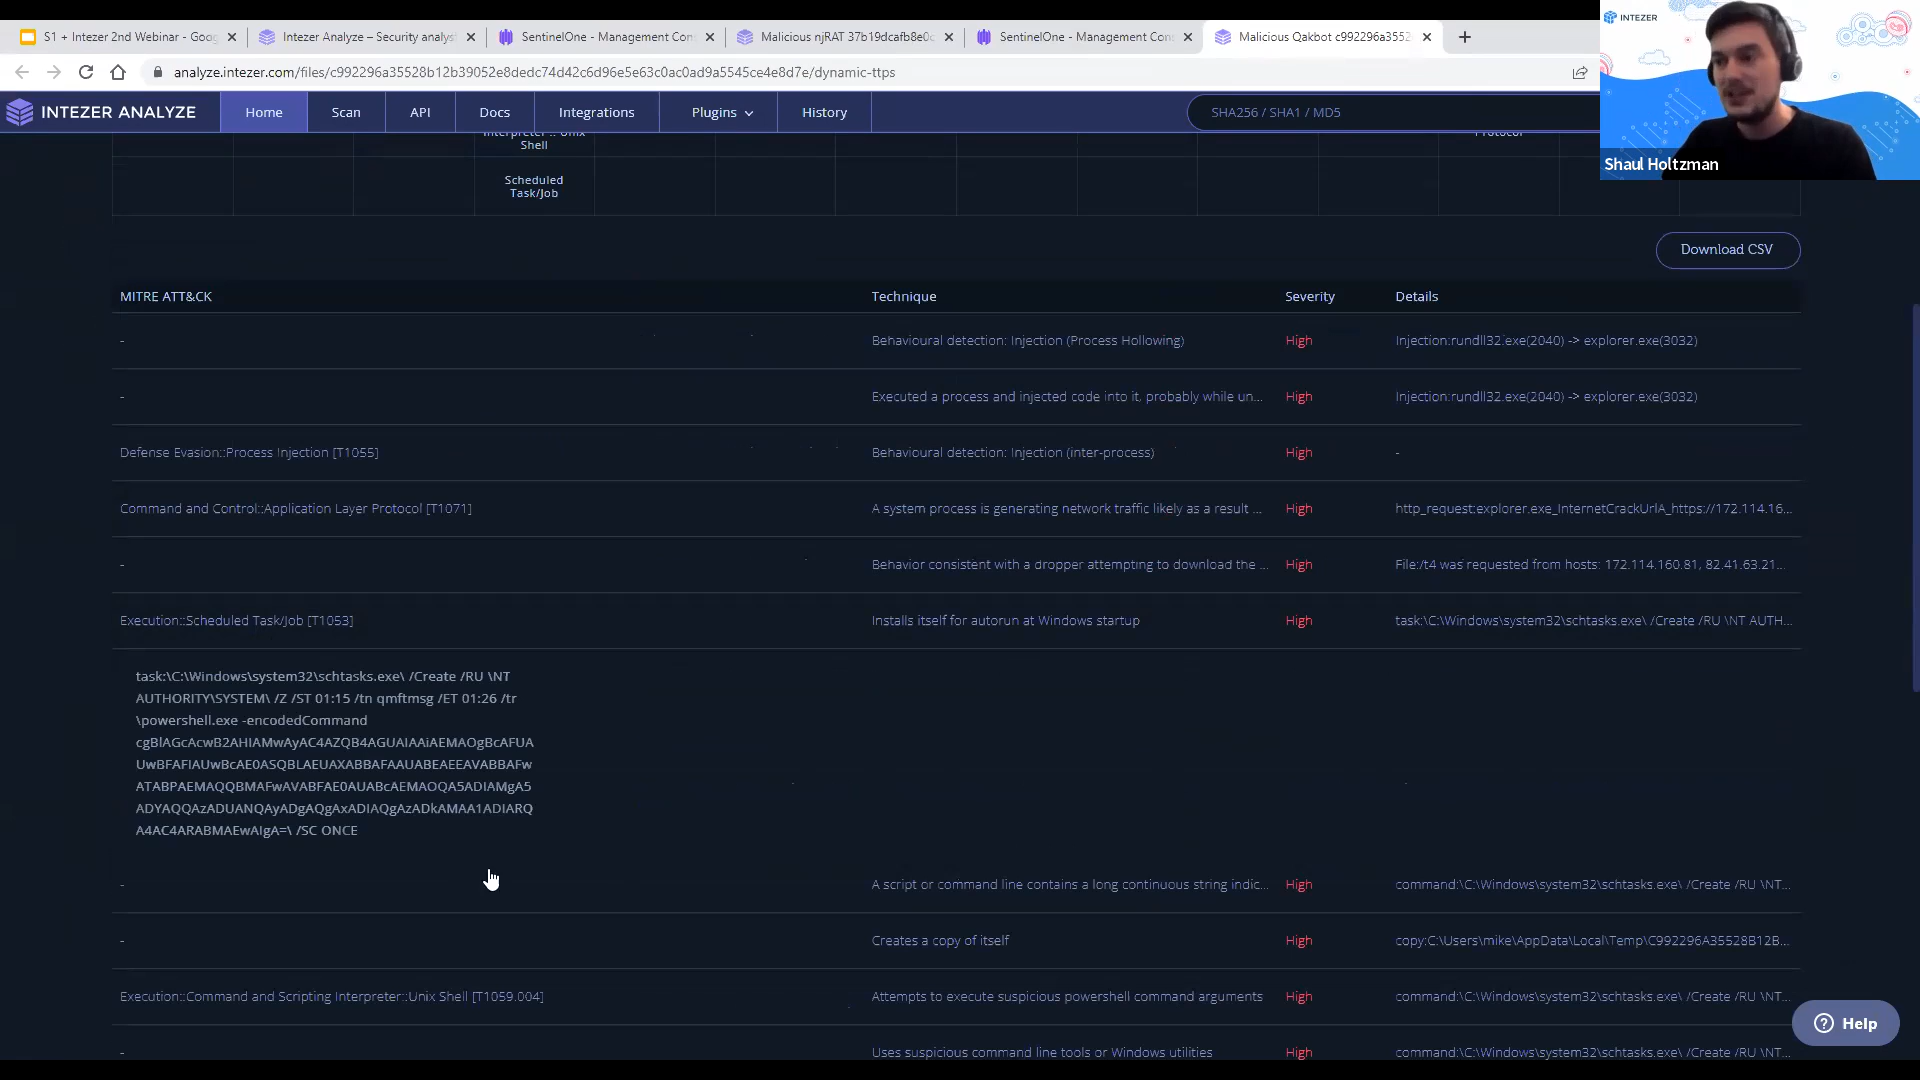 S1 + Intezer 2nd Webinar - Goog
Intezer Analyze – Security analys
SentinelOne - Management Con
Malicious njRAT 37b19dcafb8e0c
SentinelOne - Management Con
Malicious Qakbot c992296a3552
analyze.intezer.com/files/c992296a35528b12b39052e8dedc74d42c6d96e5e63c0ac0ad9a5545ce4e8d7e/dynamic-ttps
INTEZER
Shaul Holtzman
INTEZER ANALYZE
Home
Scan
API
Docs
Integrations
Plugins
History
SHA256 / SHA1 / MD5
Interpreter :: Unix
Shell
Protocol
Scheduled
Task/Job
Download CSV
MITRE ATT&CK Technique Severity Details
- Behavioural detection: Injection (Process Hollowing) High Injection:rundll32.exe(2040) -> explorer.exe(3032)
- Executed a process and injected code into it, probably while un... High Injection:rundll32.exe(2040) -> explorer.exe(3032)
Defense Evasion::Process Injection [T1055] Behavioural detection: Injection (inter-process) High -
Command and Control::Application Layer Protocol [T1071] A system process is generating network traffic likely as a result ... High http_request:explorer.exe_InternetCrackUrlA_https://172.114.16...
- Behavior consistent with a dropper attempting to download the ... High File:/t4 was requested from hosts: 172.114.160.81, 82.41.63.21...
Execution::Scheduled Task/Job [T1053] Installs itself for autorun at Windows startup High task:\C:\Windows\system32\schtasks.exe\ /Create /RU \NT AUTH...
task:\C:\Windows\system32\schtasks.exe\ /Create /RU \NT
AUTHORITY\SYSTEM\ /Z /ST 01:15 /tn qmftmsg /ET 01:26 /tr
\powershell.exe -encodedCommand
cgBlAGcAcwB2AHIAMwAyAC4AZQB4AGUAIAAiAEMAOgBcAFUA
UwBFAFIAUwBcAE0ASQBLAEUAXABBAFAAUABEAEEAVABBAFw
ATABPAEMAQQBMAFwAVABFAE0AUABcAEMAOQA5ADIAMgA5
ADYAQQAzADUANQAyADgAQgAxADIAQgAzADkAMAA1ADIARQ
A4AC4ARABMAEwAIgA=\ /SC ONCE
- A script or command line contains a long continuous string indic... High command:\C:\Windows\system32\schtasks.exe\ /Create /RU \NT...
- Creates a copy of itself High copy:C:\Users\mike\AppData\Local\Temp\C992296A35528B12B...
Execution::Command and Scripting Interpreter::Unix Shell [T1059.004] Attempts to execute suspicious powershell command arguments High command:\C:\Windows\system32\schtasks.exe\ /Create /RU \NT...
- Uses suspicious command line tools or Windows utilities High command:\C:\Windows\system32\schtasks.exe\ /Create /RU \NT...
Help